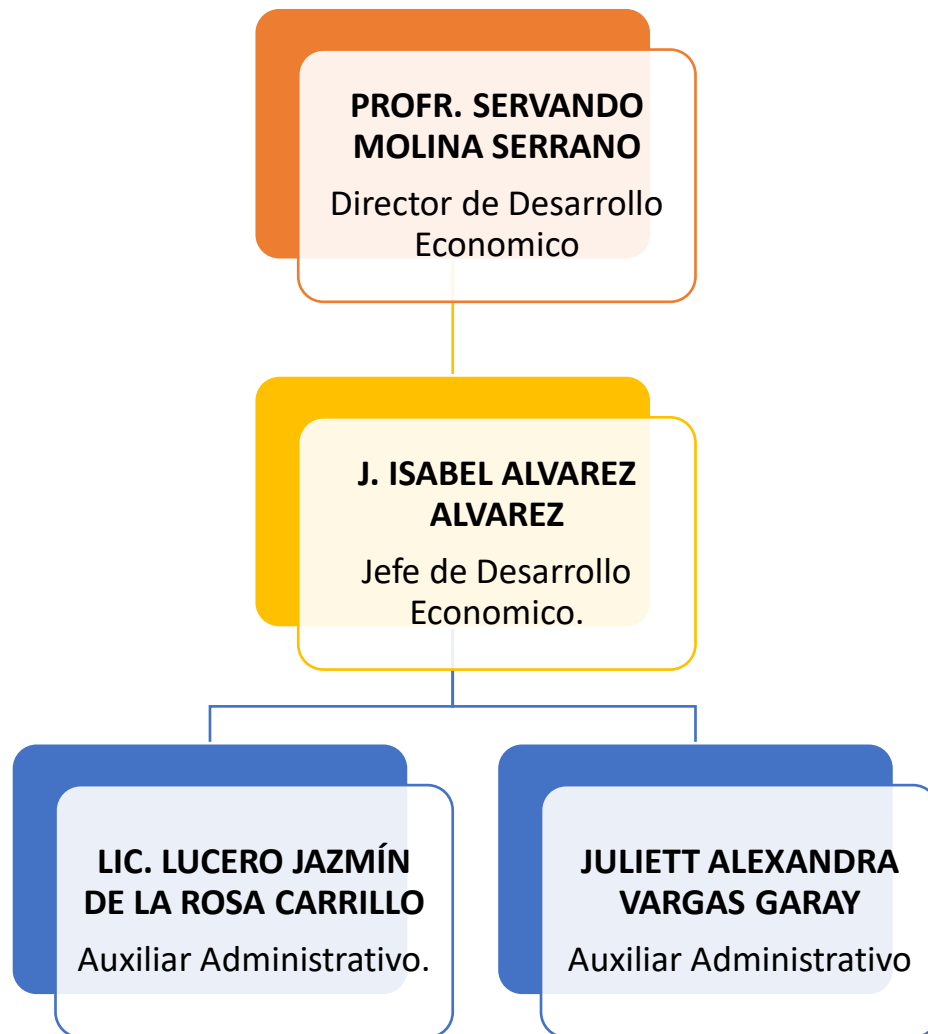 PROFR. SERVANDO
MOLINA SERRANO
Director de Desarrollo
Economico
J. ISABEL ALVAREZ
ALVAREZ
Jefe de Desarrollo
Economico.
LIC. LUCERO JAZMÍN
DE LA ROSA CARRILLO
Auxiliar Administrativo.
JULIETT ALEXANDRA
VARGAS GARAY
Auxiliar Administrativo